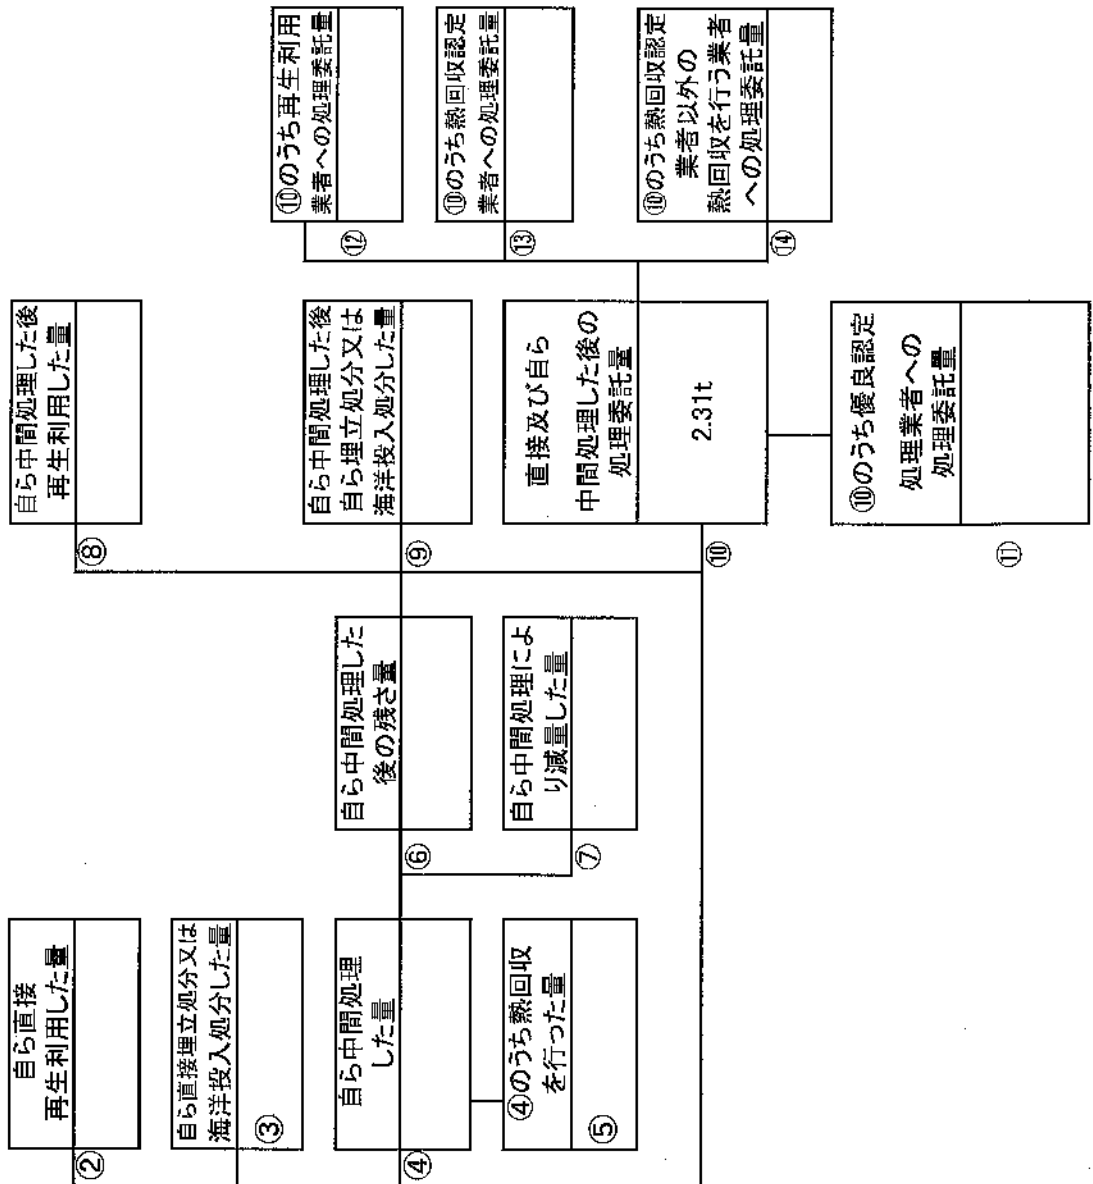 ②
自ら直接
再生利用した量
③
自ら直接埋立処分又は
海洋投入処分した量
④
自ら中間処理
した量
⑤
④のうち熱回収
を行った量
⑥
自ら中間処理した
後の残さ量
⑦
自ら中間処理によ
り減量した量
⑧
自ら中間処理した後
再生利用した量
⑨
自ら中間処理した後
自ら埋立処分又は
海洋投入処分した量
⑩
直接及び自ら
中間処理した後の
処理委託量
2.31t
⑪
⑩のうち優良認定
処理業者への
処理委託量
⑫
⑩のうち再生利用
業者への処理委託量
⑬
⑩のうち熱回収認定
業者への処理委託量
⑭
⑩のうち熱回収認定
業者以外の
熱回収を行う業者
への処理委託量